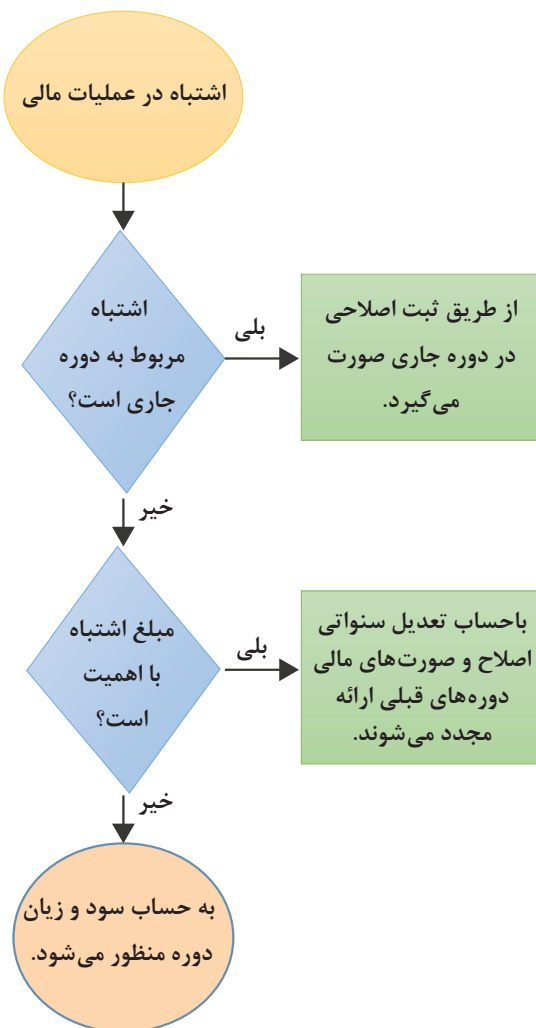 اشتباه در عملیات مالی
اشتباه
مربوط به دوره
جاری است؟
بلی
از طریق ثبت اصلاحی
در دوره جاری صورت
می‌گیرد.
خیر
مبلغ اشتباه
با اهمیت
است؟
بلی
باحساب تعدیل سنواتی
اصلاح و صورت‌های مالی
دوره‌های قبلی ارائه
مجدد می‌شوند.
خیر
به حساب سود و زیان
دوره منظور می‌شود.